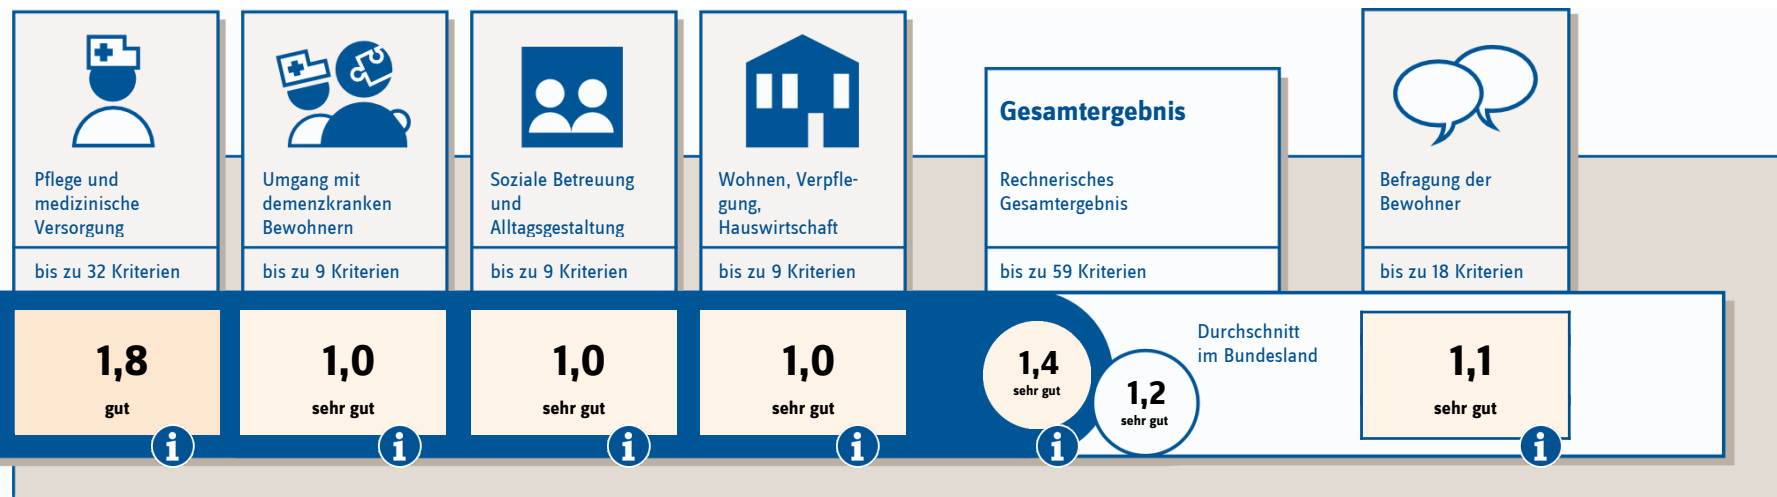 Pflege und
medizinische
Versorgung
bis zu 32 Kriterien
1,8
gut
i
Umgang mit
demenzkranken
Bewohnern
bis zu 9 Kriterien
1,0
sehr gut
i
Soziale Betreuung
und
Alltagsgestaltung
bis zu 9 Kriterien
1,0
sehr gut
i
Wohnen, Verpfle-
gung,
Hauswirtschaft
bis zu 9 Kriterien
1,0
sehr gut
i
Gesamtergebnis
Rechnerisches
Gesamtergebnis
bis zu 59 Kriterien
1,4
sehr gut
i
1,2
sehr gut
Durchschnitt
im Bundesland
Befragung der
Bewohner
bis zu 18 Kriterien
1,1
sehr gut
i